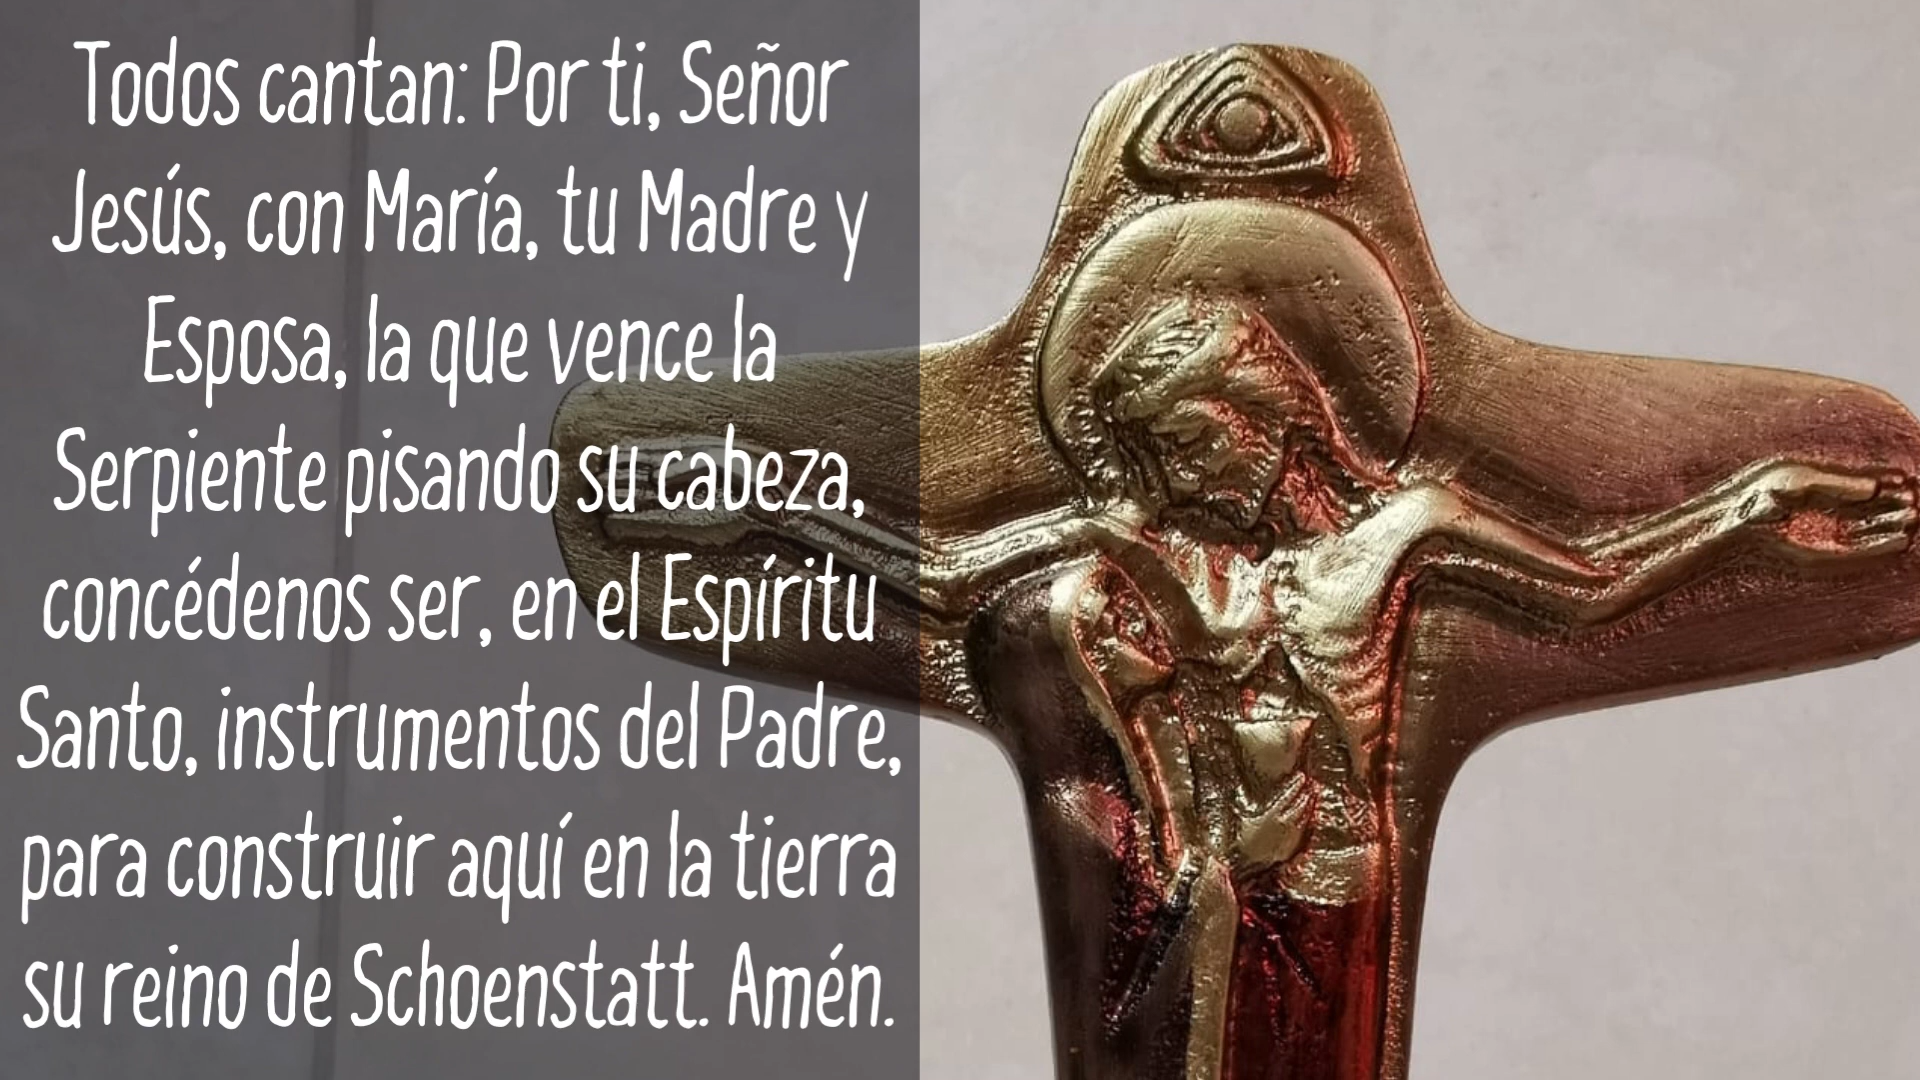 Todos cantan: Por ti, Señor
Jesús, con María, tu Madre y
Esposa, la que vence la
Serpiente pisando su cabeza,
concédenos ser, en el Espíritu
Santo, instrumentos del Padre,
para construir aquí en la tierra
su reino de Schoenstatt. Amén.